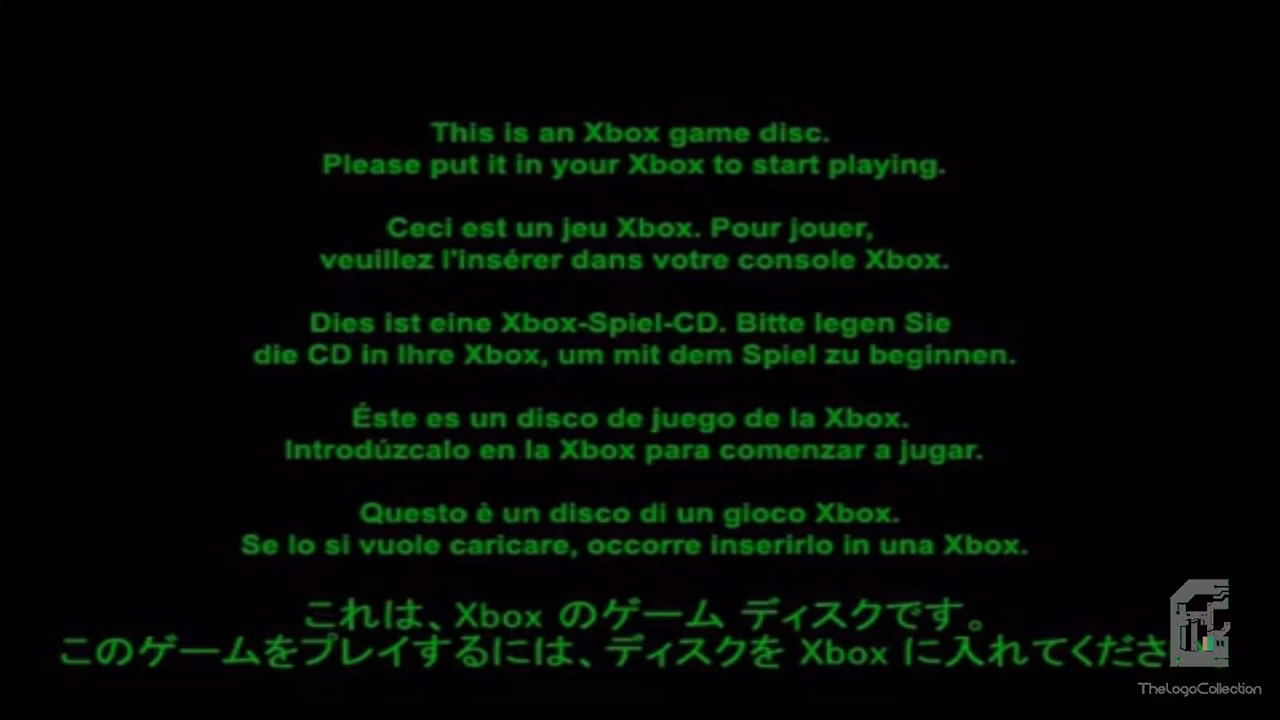 This is an Xbox game disc.
Please put it in your Xbox to start playing.
Ceci est un jeu Xbox. Pour jouer,
veuillez l'insérer dans votre console Xbox.
Dies ist eine Xbox-Spiel-CD. Bitte legen Sie
die CD in Ihre Xbox, um mit dem Spiel zu beginnen.
Éste es un disco de juego de la Xbox.
Introdúzcalo en la Xbox para comenzar a jugar.
Questo è un disco di un gioco Xbox.
Se lo si vuole caricare, occorre inserirlo in una Xbox.
これは、Xbox のゲーム ディスクです。
このゲームをプレイするには、ディスクを Xbox に入れてくださ
TheLogoCollection